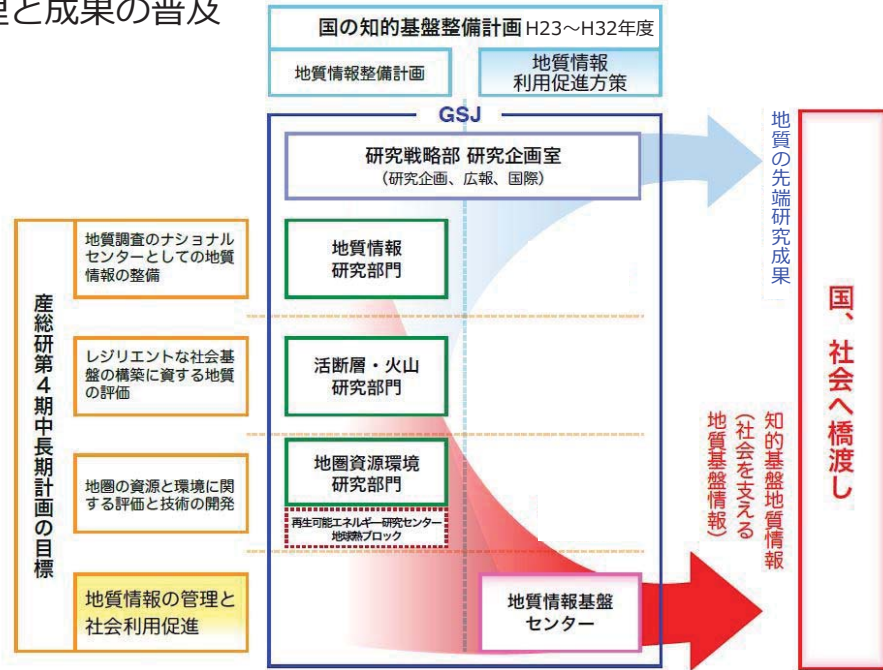 理と成果の普及
国の知的基盤整備計画 H23～H32年度
地質情報整備計画
地質情報
利用促進方策
GSJ
研究戦略部 研究企画室
（研究企画、広報、国際）
産総研第４期中長期計画の目標
地質調査のナショナル
センターとしての地質
情報の整備
地質情報
研究部門
レジリエントな社会基
盤の構築に資する地質
の評価
活断層・火山
研究部門
地圏の資源と環境に関
する評価と技術の開発
地圏資源環境
研究部門
再生可能エネルギー研究センター
地球熱ブロック
地質情報の管理と
社会利用促進
地質情報基盤
センター
地質の先端研究成果
知的基盤地質情報
（社会を支える
地質基盤情報）
国、社会へ橋渡し